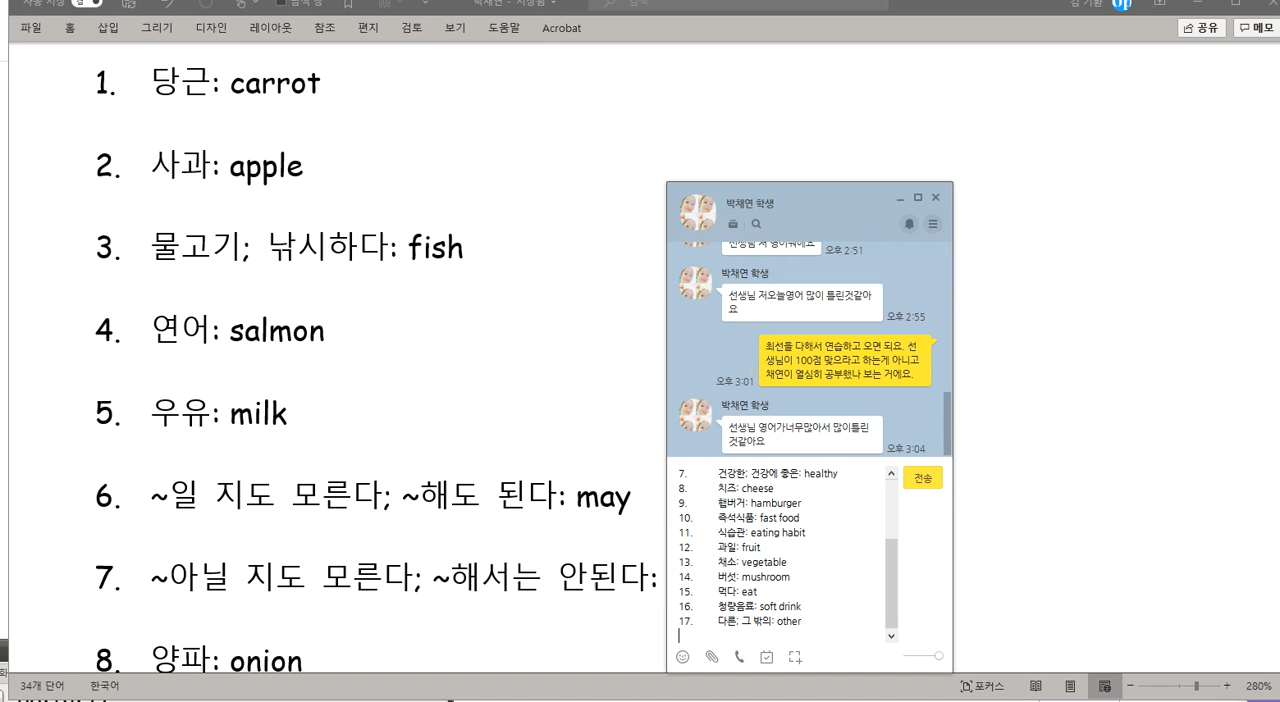 파일 홈 삽입 그리기 디자인 레이아웃 참조 편지 검토 보기 도움말 Acrobat 공유 메모
1. 당근: carrot
2. 사과: apple
3. 물고기; 낚시하다: fish
4. 연어: salmon
5. 우유: milk
6. ~일 지도 모른다; ~해도 된다: may
7. ~아닐 지도 모른다; ~해서는 안된다:
8. 양파: onion
박채연 학생
오후 2:51
박채연 학생
선생님 저오늘영어 많이 틀린것같아
요
오후 2:55
최선을 다해서 연습하고 오면 되요. 선
생님이 100점 맞으라고 하는게 아니고
채연이 열심히 공부했나 보는 거에요.
오후 3:01
박채연 학생
선생님 영어가너무많아서 많이틀린
것같아요
오후 3:04
7. 건강한; 건강에 좋은: healthy
8. 치즈: cheese
9. 햄버거: hamburger
10. 즉석식품: fast food
11. 식습관: eating habit
12. 과일: fruit
13. 채소: vegetable
14. 버섯: mushroom
15. 먹다: eat
16. 청량음료: soft drink
17. 다른; 그 밖의: other
전송
34개 단어 한국어 포커스 280%